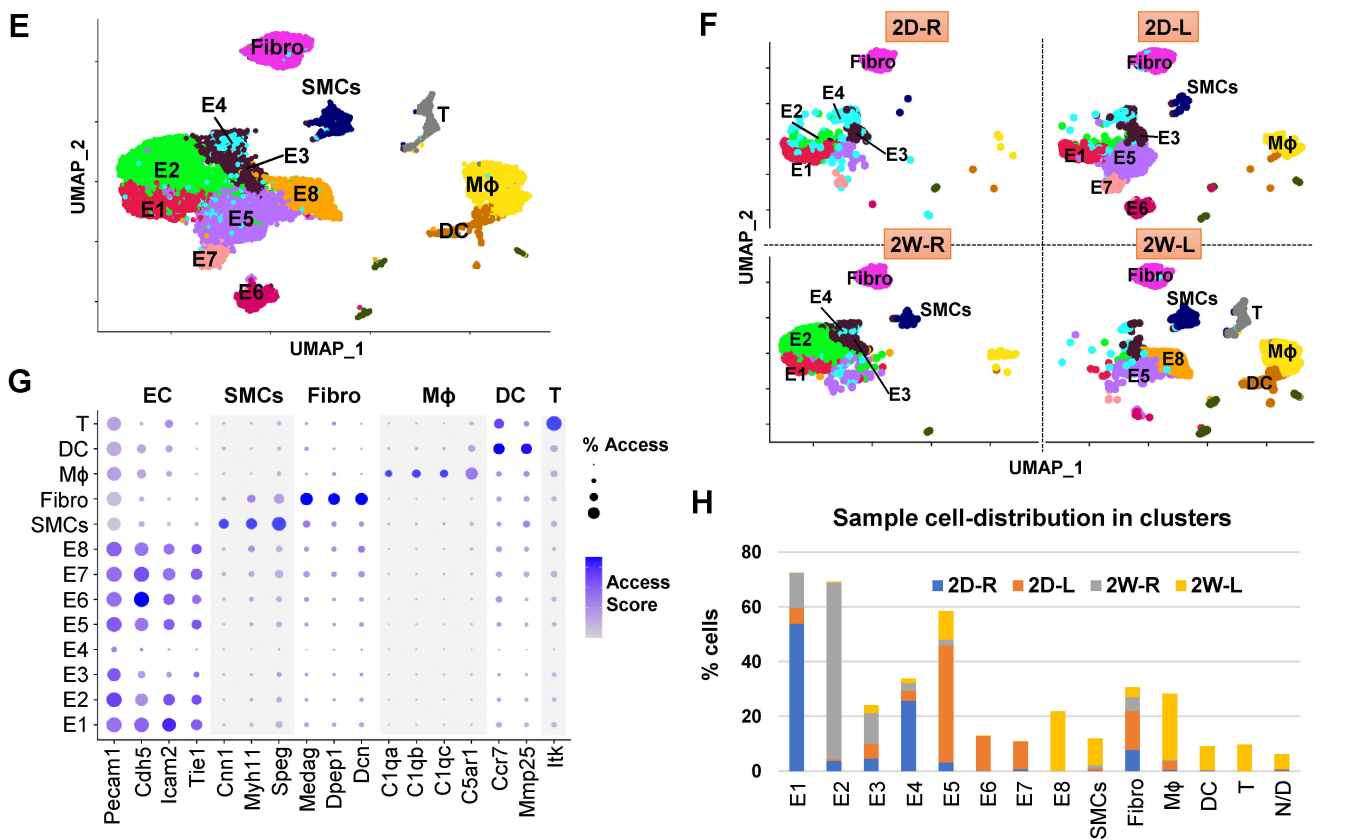 E
Fibro
SMCs
E4
T
E3
E2
Mϕ
E8
E1
E5
DC
E7
E6
UMAP_2
UMAP_1
F
2D-R
2D-L
Fibro
E4
E2
E3
E1
Fibro
SMCs
E3
Mϕ
E1
E5
E7
E6
UMAP_2
2W-R
2W-L
Fibro
E4
SMCs
E2
E1
E3
Fibro
SMCs
T
Mϕ
E8
E5
DC
UMAP_1
G
EC SMCs Fibro Mϕ DC T
T
DC
Mϕ
Fibro
SMCs
E8
E7
E6
E5
E4
E3
E2
E1
Pecam1 Cdh5 Icam2 Tie1 Cnn1 Myh11 Speg Medag Dpep1 Dcn C1qa C1qb C1qc C5ar1 Ccr7 Mmp25 Itk
% Access
Access
Score
H
Sample cell-distribution in clusters
2D-R 2D-L 2W-R 2W-L
% cells
80
60
40
20
0
E1 E2 E3 E4 E5 E6 E7 E8 SMCs Fibro Mϕ DC T N/D